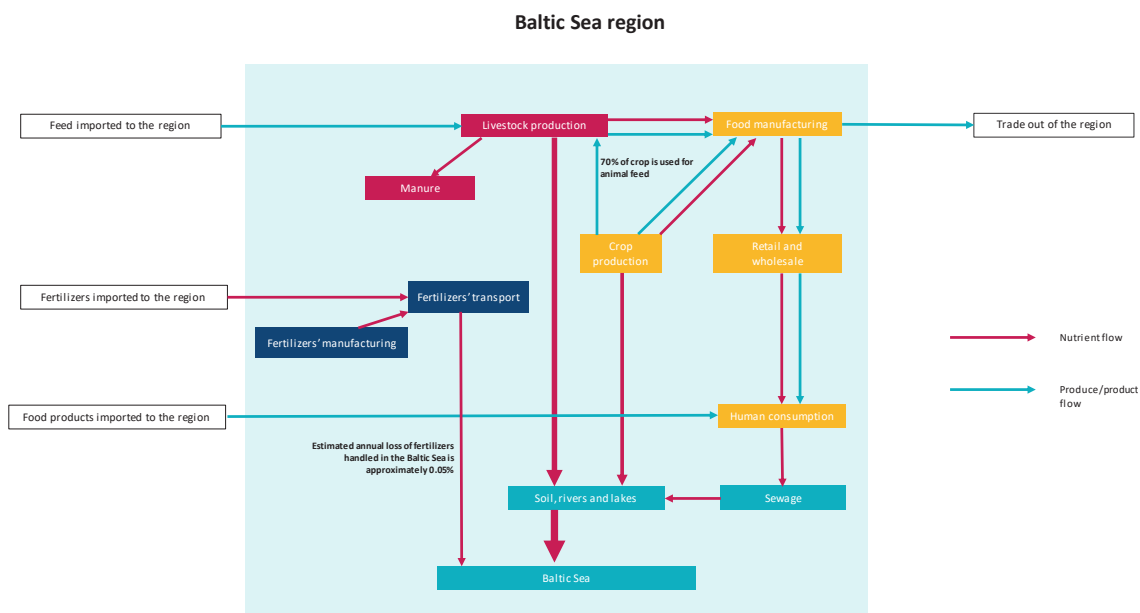 Baltic Sea region
Feed imported to the region
Livestock production
Food manufacturing
Trade out of the region
70% of crop is used for
animal feed
Manure
Crop
production
Retail and
wholesale
Fertilizers imported to the region
Fertilizers’ transport
Fertilizers’ manufacturing
Nutrient flow
Produce/product
flow
Food products imported to the region
Human consumption
Estimated annual loss of fertilizers
handled in the Baltic Sea is
approximately 0.05%
Soil, rivers and lakes
Sewage
Baltic Sea